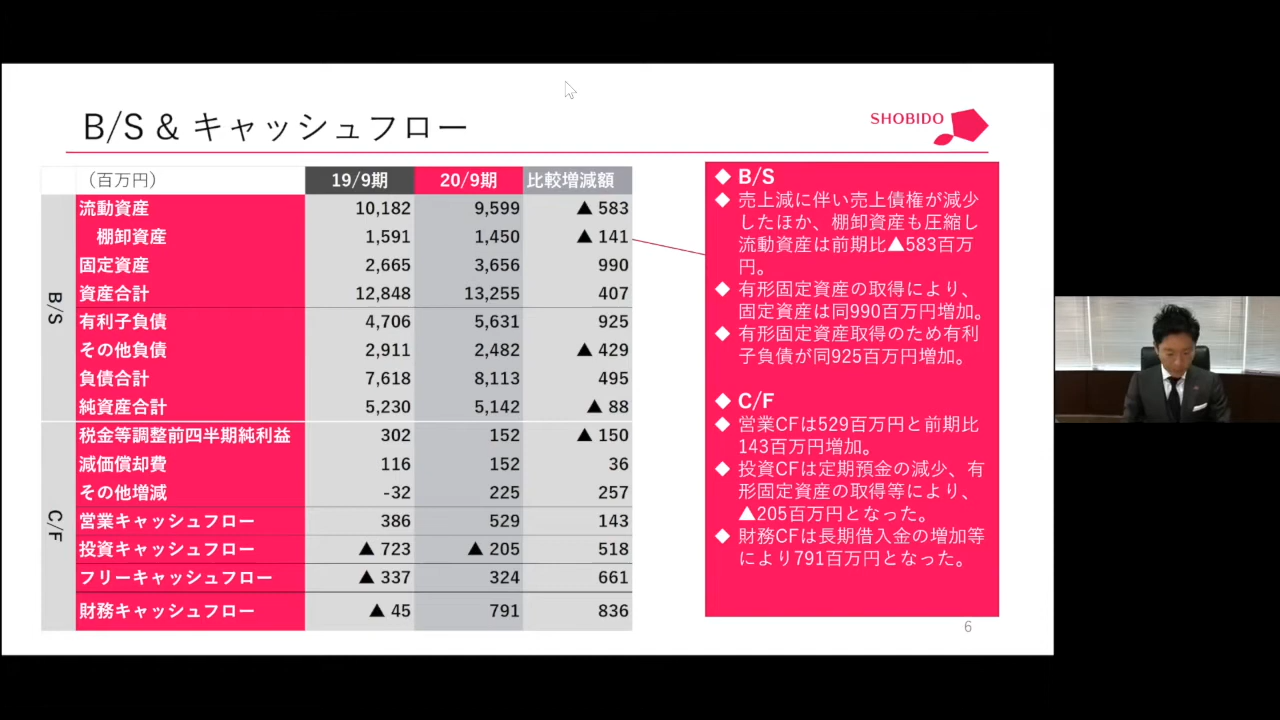 B/S & キャッシュフロー
SHOBIDO
（百万円） 19/9期 20/9期 比較増減額
B/S
流動資産 10,182 9,599 ▲ 583
棚卸資産 1,591 1,450 ▲ 141
固定資産 2,665 3,656 990
資産合計 12,848 13,255 407
有利子負債 4,706 5,631 925
その他負債 2,911 2,482 ▲ 429
負債合計 7,618 8,113 495
純資産合計 5,230 5,142 ▲ 88
C/F
税金等調整前四半期純利益 302 152 ▲ 150
減価償却費 116 152 36
その他増減 -32 225 257
営業キャッシュフロー 386 529 143
投資キャッシュフロー ▲ 723 ▲ 205 518
フリーキャッシュフロー ▲ 337 324 661
財務キャッシュフロー ▲ 45 791 836
◆ B/S
◆ 売上減に伴い売上債権が減少
したほか、棚卸資産も圧縮し
流動資産は前期比▲583百万
円。
◆ 有形固定資産の取得により、
固定資産は同990百万円増加。
◆ 有形固定資産取得のため有利
子負債が同925百万円増加。
◆ C/F
◆ 営業CFは529百万円と前期比
143百万円増加。
◆ 投資CFは定期預金の減少、有
形固定資産の取得等により、
▲205百万円となった。
◆ 財務CFは長期借入金の増加等
により791百万円となった。
6